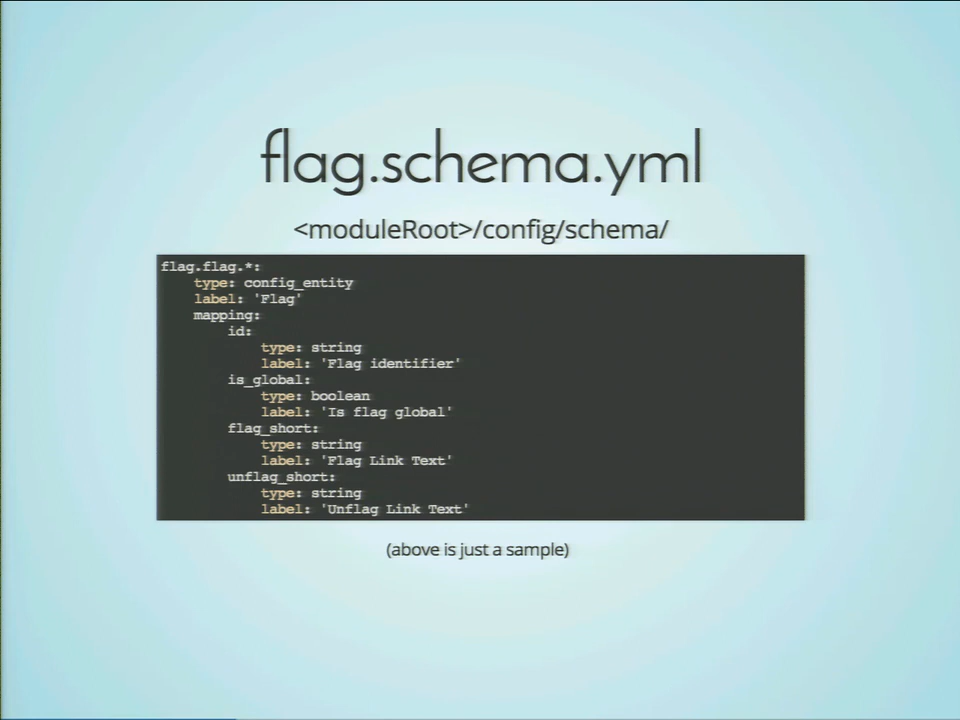 flag.schema.yml
<moduleRoot>/config/schema/
flag.flag.*:
    type: config_entity
    label: 'Flag'
    mapping:
        id:
            type: string
            label: 'Flag identifier'
        is_global:
            type: boolean
            label: 'Is flag global'
        flag_short:
            type: string
            label: 'Flag Link Text'
        unflag_short:
            type: string
            label: 'Unflag Link Text'
(above is just a sample)